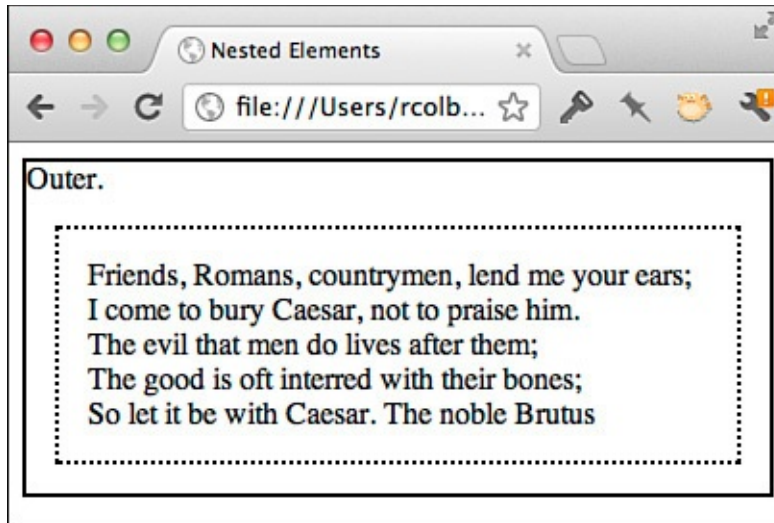 Nested Elements
file:///Users/rcolb...
Outer.
Friends, Romans, countrymen, lend me your ears;
I come to bury Caesar, not to praise him.
The evil that men do lives after them;
The good is oft interred with their bones;
So let it be with Caesar. The noble Brutus